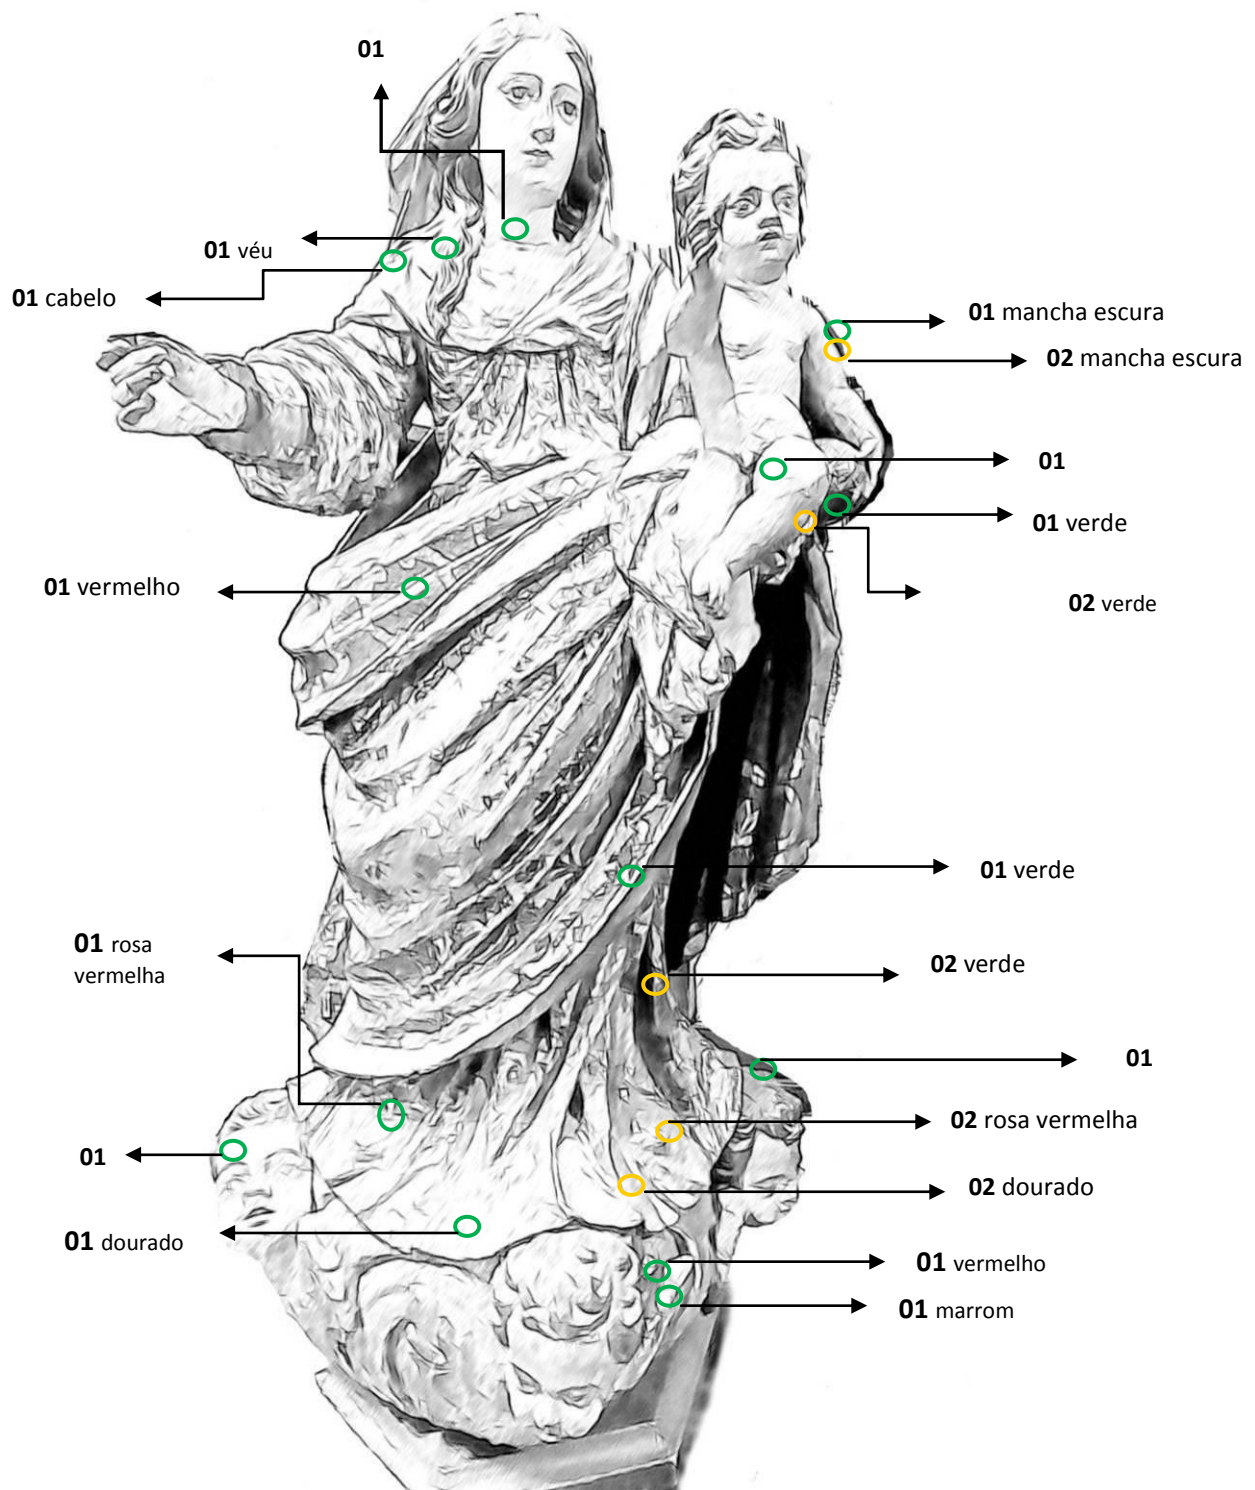 01
01 véu
01 cabelo
01 mancha escura
02 mancha escura
01
01 verde
01 vermelho
02 verde
01 verde
01 rosa
vermelha
02 verde
01
02 rosa vermelha
01
02 dourado
01 dourado
01 vermelho
01 marrom